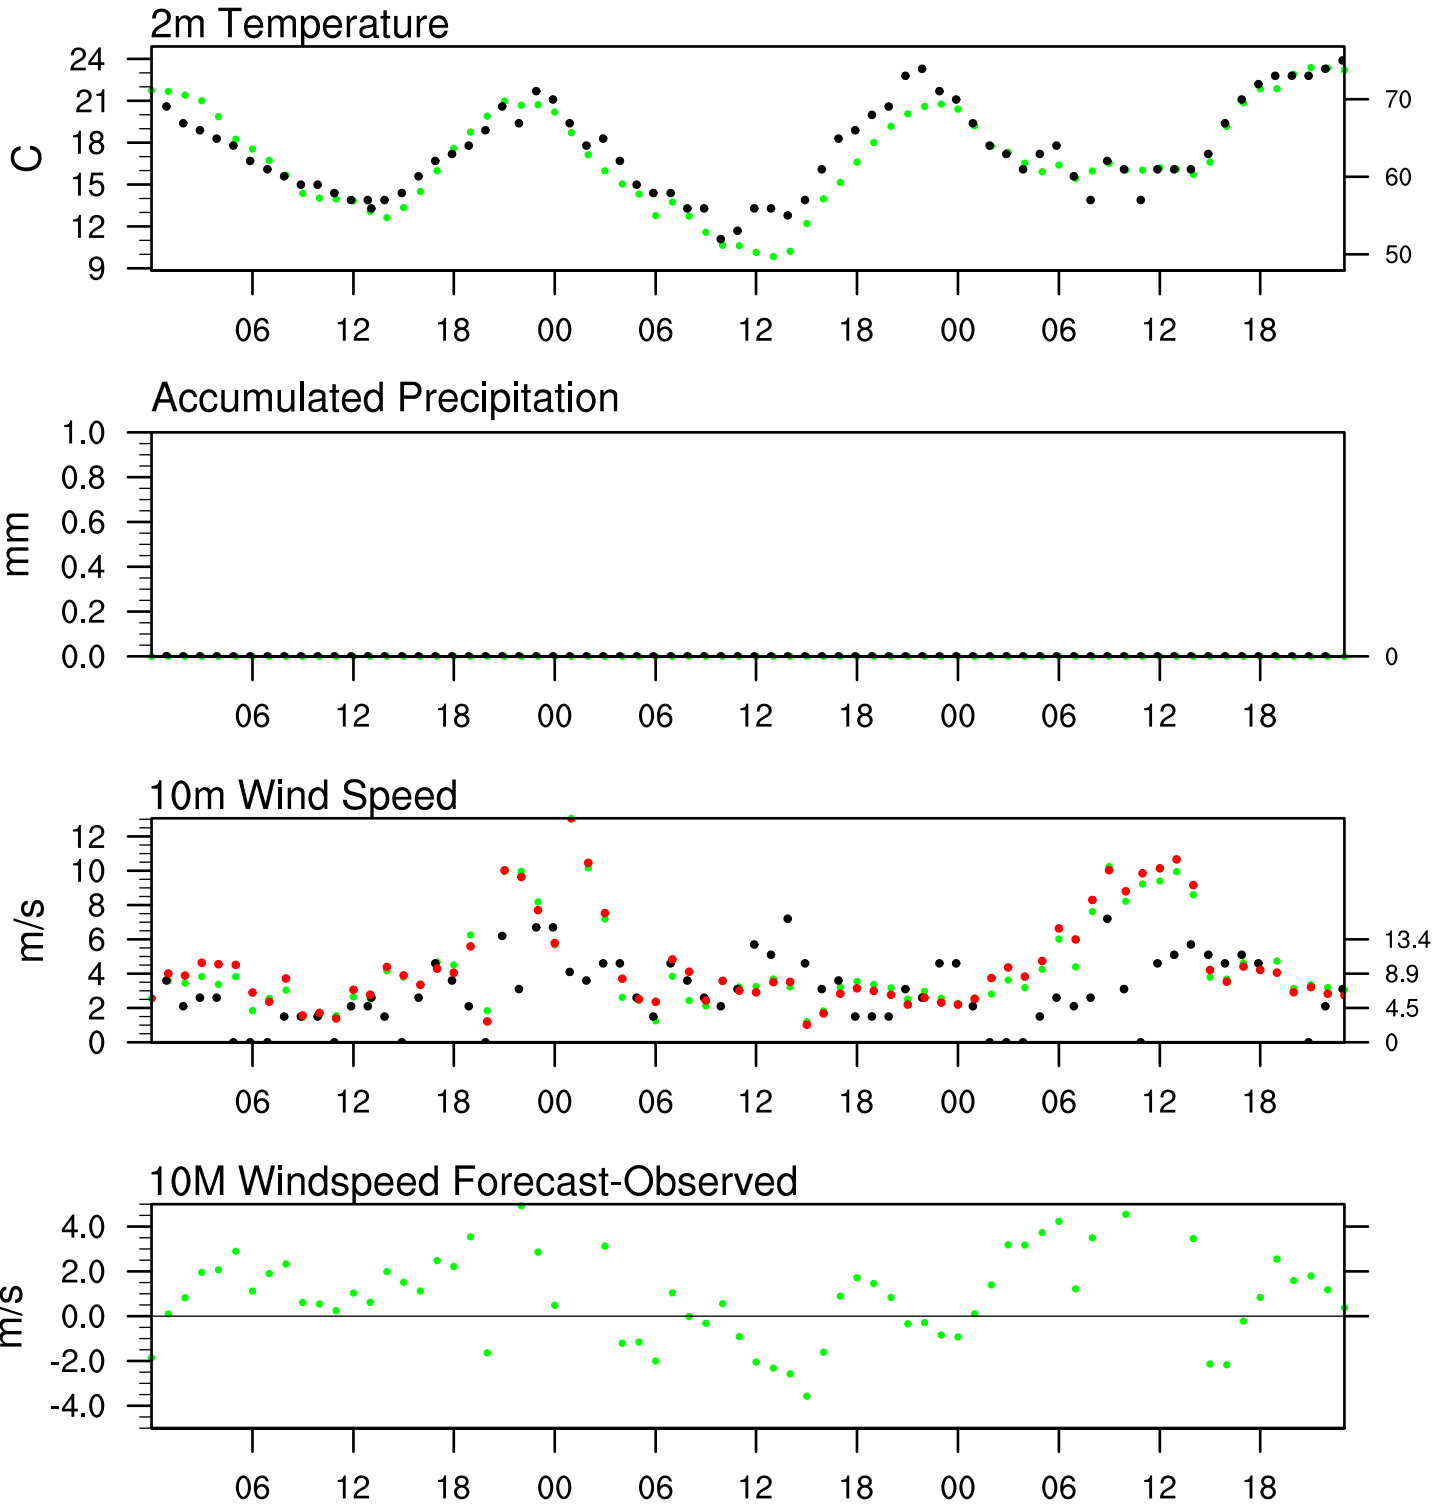 2m Temperature
24
21
18
15
12
9
C
70
60
50
06 12 18 00 06 12 18 00 06 12 18
Accumulated Precipitation
1.0
0.8
0.6
0.4
0.2
0.0
mm
0
06 12 18 00 06 12 18 00 06 12 18
10m Wind Speed
12
10
8
6
4
2
0
m/s
13.4
8.9
4.5
0
06 12 18 00 06 12 18 00 06 12 18
10M Windspeed Forecast-Observed
4.0
2.0
0.0
-2.0
-4.0
m/s
06 12 18 00 06 12 18 00 06 12 18